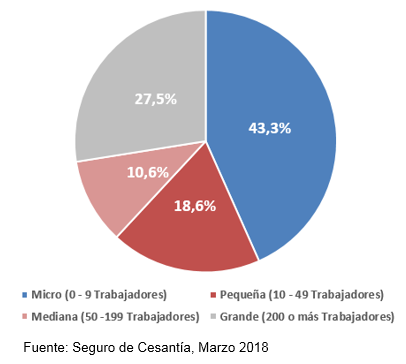 27,5%
43,3%
10,6%
18,6%
Micro (0 - 9 Trabajadores)
Pequeña (10 - 49 Trabajadores)
Mediana (50 -199 Trabajadores)
Grande (200 o más Trabajadores)
Fuente: Seguro de Cesantía, Marzo 2018